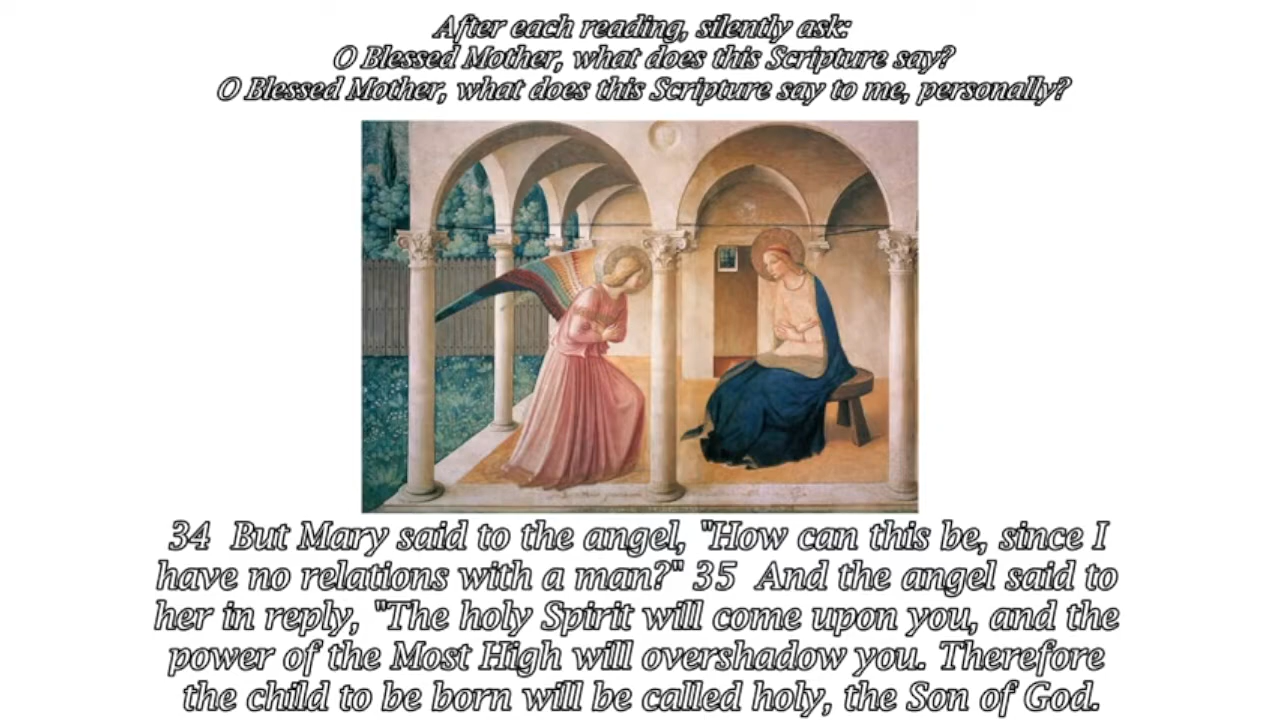 After each reading, silently ask:
O Blessed Mother, what does this Scripture say?
O Blessed Mother, what does this Scripture say to me, personally?
34 But Mary said to the angel, "How can this be, since I
have no relations with a man?" 35 And the angel said to
her in reply, "The holy Spirit will come upon you, and the
power of the Most High will overshadow you. Therefore
the child to be born will be called holy, the Son of God.